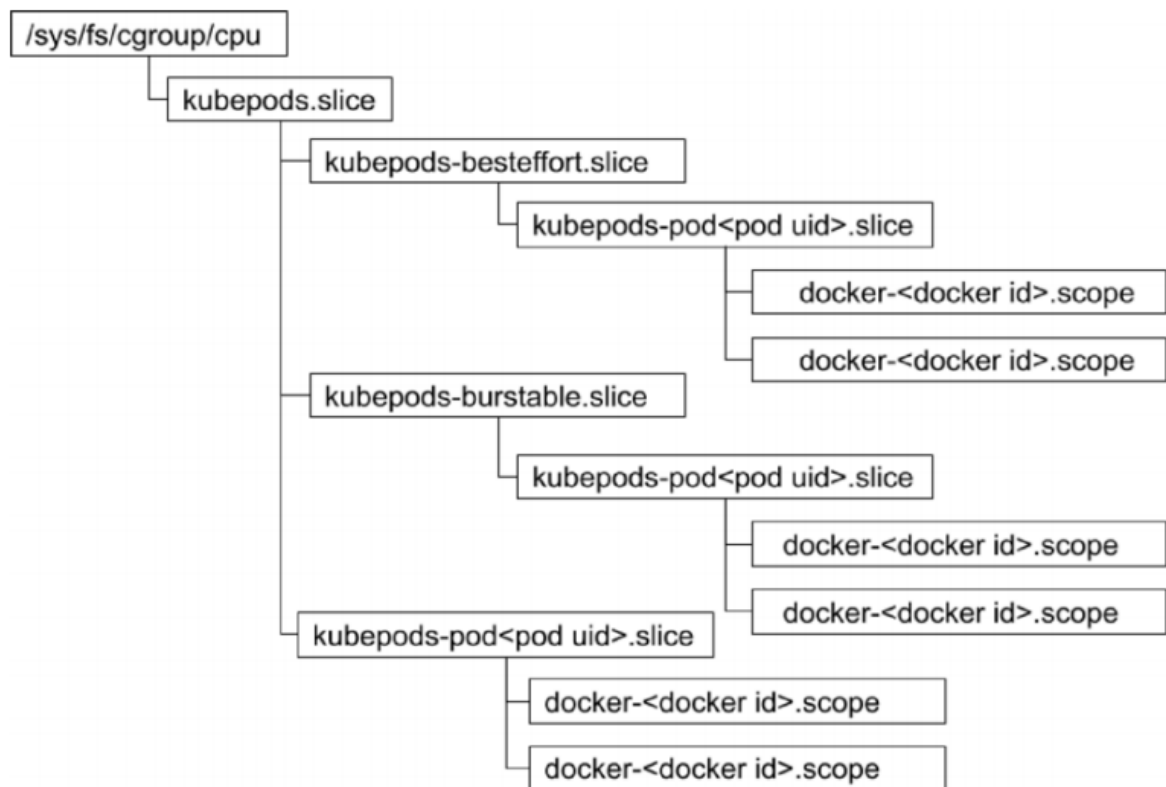 /sys/fs/cgroup/cpu
kubepods.slice
kubepods-besteffort.slice
kubepods-pod<pod uid>.slice
docker-<docker id>.scope
docker-<docker id>.scope
kubepods-burstable.slice
kubepods-pod<pod uid>.slice
docker-<docker id>.scope
docker-<docker id>.scope
kubepods-pod<pod uid>.slice
docker-<docker id>.scope
docker-<docker id>.scope